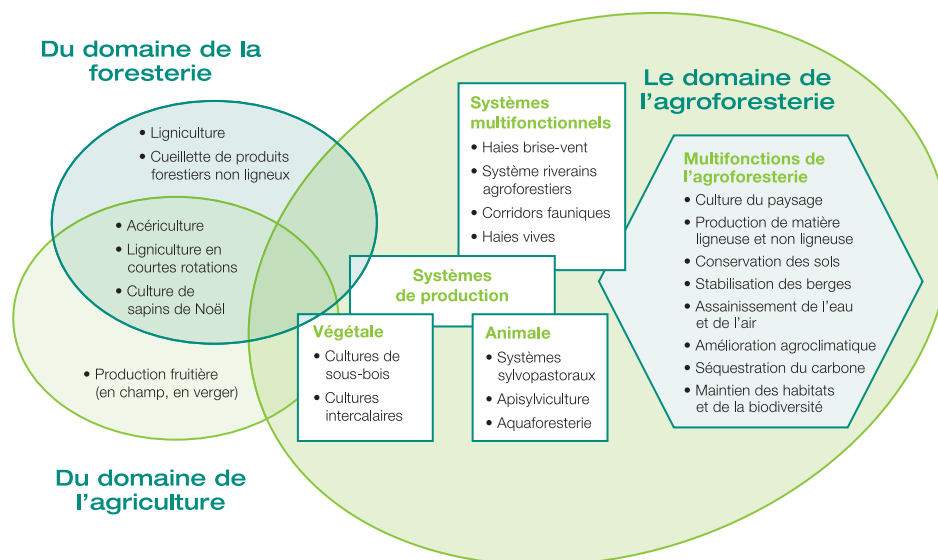 Du domaine de la
foresterie
• Ligniculture
• Cueillette de produits
forestiers non ligneux
• Acériculture
• Ligniculture en
courtes rotations
• Culture de
sapins de Noël
• Production fruitière
(en champ, en verger)
Du domaine de
l'agriculture
Le domaine de
l'agroforesterie
Systèmes
multifonctionnels
• Haies brise-vent
• Système riverains
agroforestiers
• Corridors fauniques
• Haies vives
Systèmes
de production
Végétale
• Cultures de
sous-bois
• Cultures
intercalaires
Animale
• Systèmes
sylvopastoraux
• Apisylviculture
• Aquaforesterie
Multifonctions de
l'agroforesterie
• Culture du paysage
• Production de matière
ligneuse et non ligneuse
• Conservation des sols
• Stabilisation des berges
• Assainissement de l'eau
et de l'air
• Amélioration agroclimatique
• Séquestration du carbone
• Maintien des habitats
et de la biodiversité